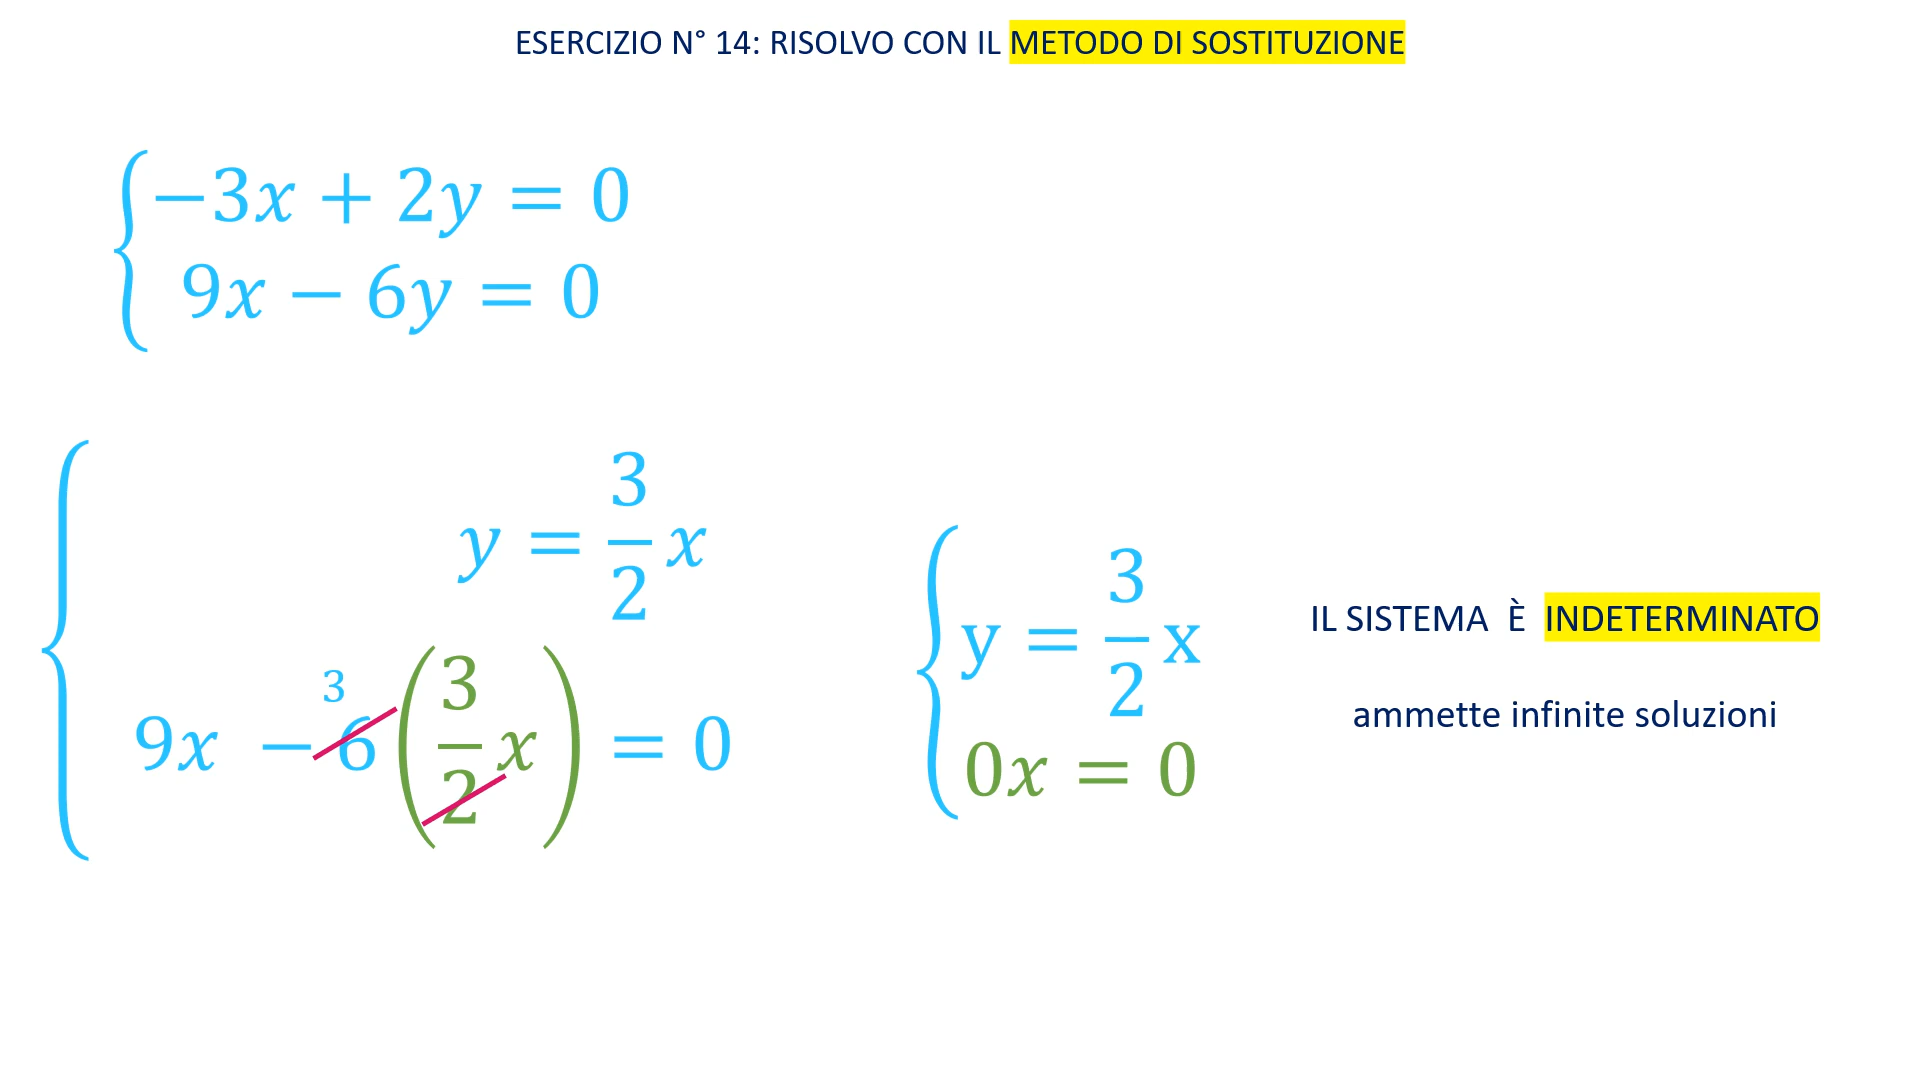 ESERCIZIO N° 14: RISOLVO CON IL METODO DI SOSTITUZIONE
−3x + 2y = 0
9x − 6y = 0
y = 3/2 x
3
9x −6 (3/2 x) = 0
y = 3/2 x
0x = 0
IL SISTEMA È INDETERMINATO
ammette infinite soluzioni